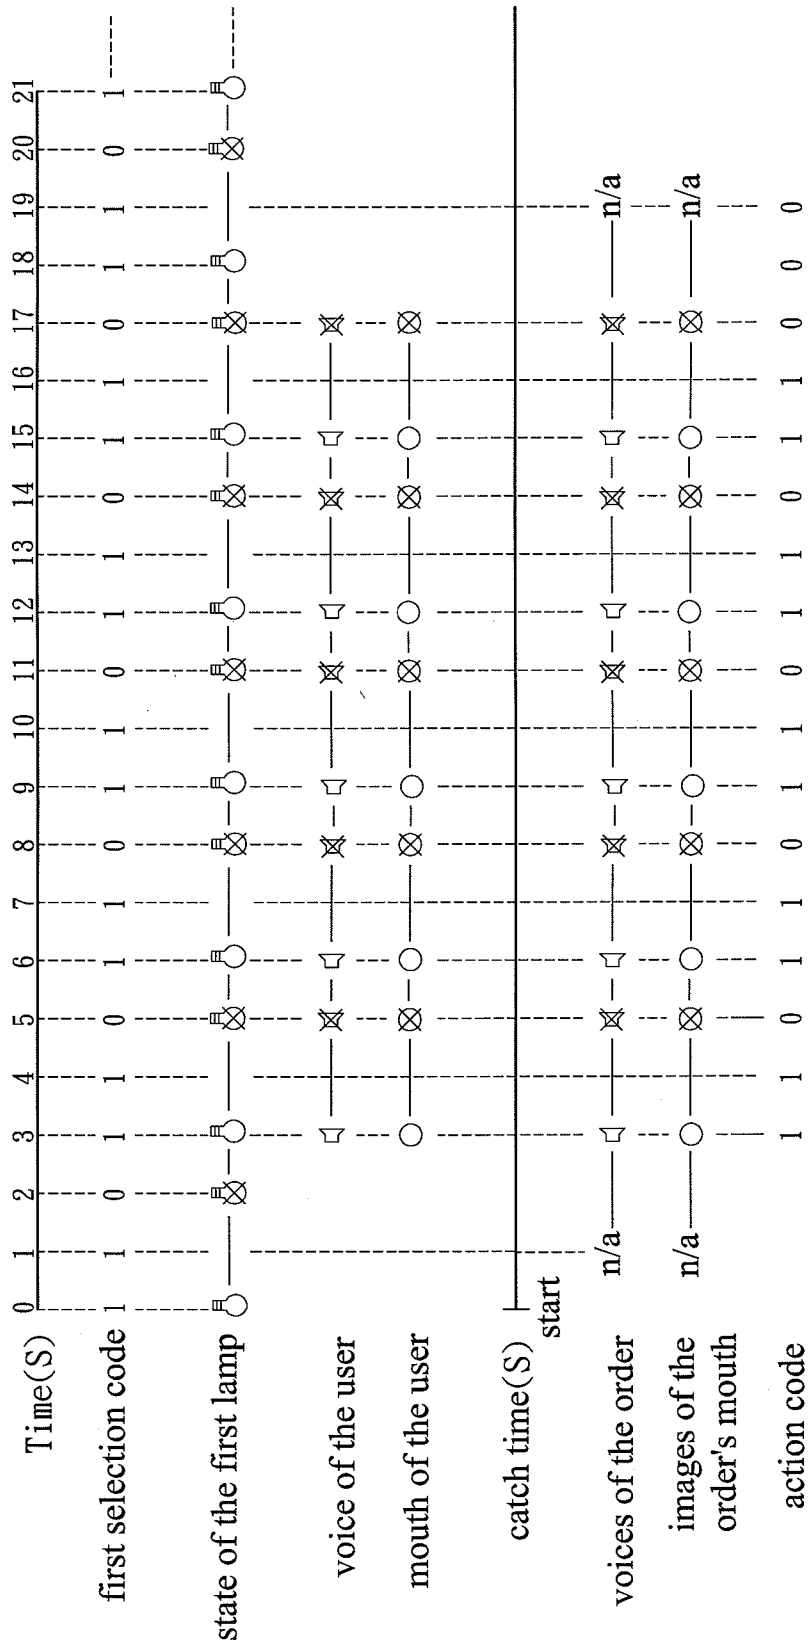 Time(S) 0 1 2 3 4 5 6 7 8 9 10 11 12 13 14 15 16 17 18 19 20 21
first selection code 1 1 0 1 1 0 1 1 0 1 1 0 1 1 0 1 1 0 1 1 0 1
state of the first lamp
voice of the user
mouth of the user
catch time(S)
start
voices of the order n/a n/a
images of the n/a n/a
order's mouth
action code 1 1 0 1 1 0 1 1 0 1 1 0 1 1 0 0 0